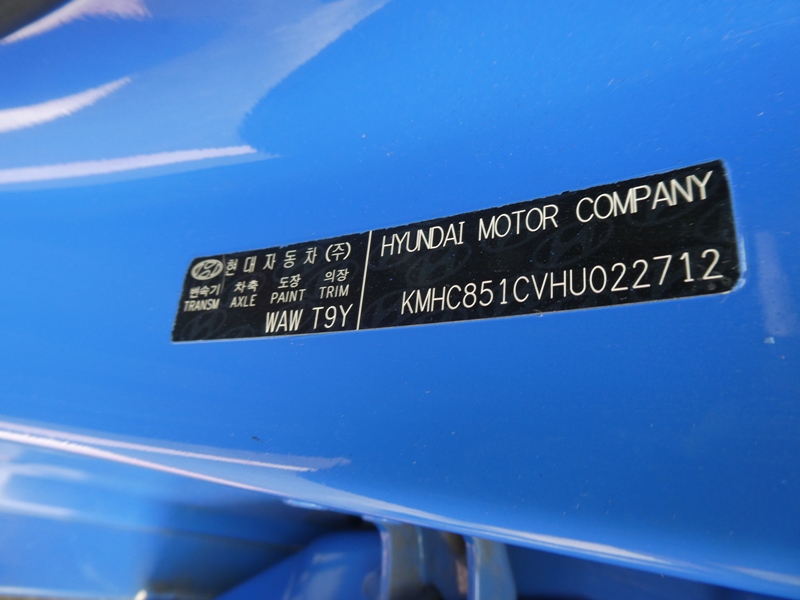 현대자동차(주)
변속기 차축 도장 의장
TRANSM AXLE PAINT TRIM
WAW T9Y
HYUNDAI MOTOR COMPANY
KMHC851CVHU022712